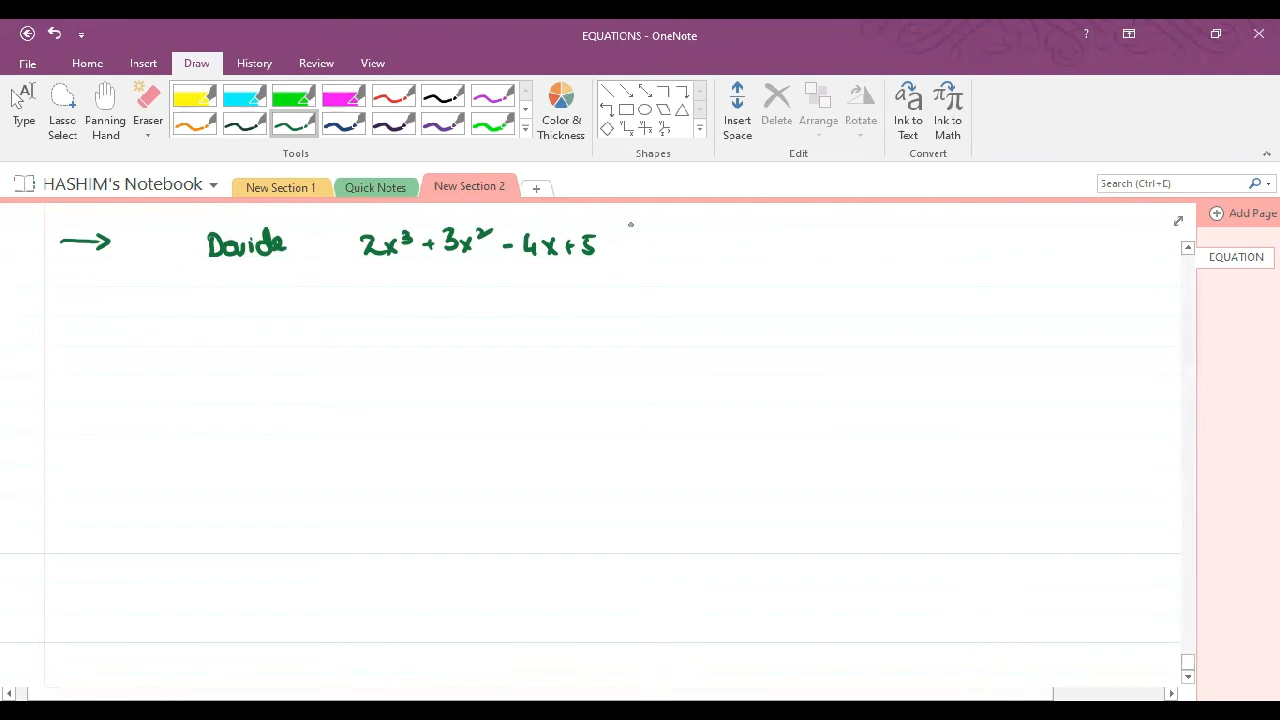 EQUATIONS - OneNote
?
File Home Insert Draw History Review View
Type
Lasso Select
Panning Hand
Eraser
Color & Thickness
Insert Space
Delete
Arrange
Rotate
Ink to Text
Ink to Math
Tools
Shapes
Edit
Convert
HASHIM's Notebook
New Section 1
Quick Notes
New Section 2
Search (Ctrl+E)
Add Page
EQUATION
→ Devide 2x³ + 3x² - 4x + 5